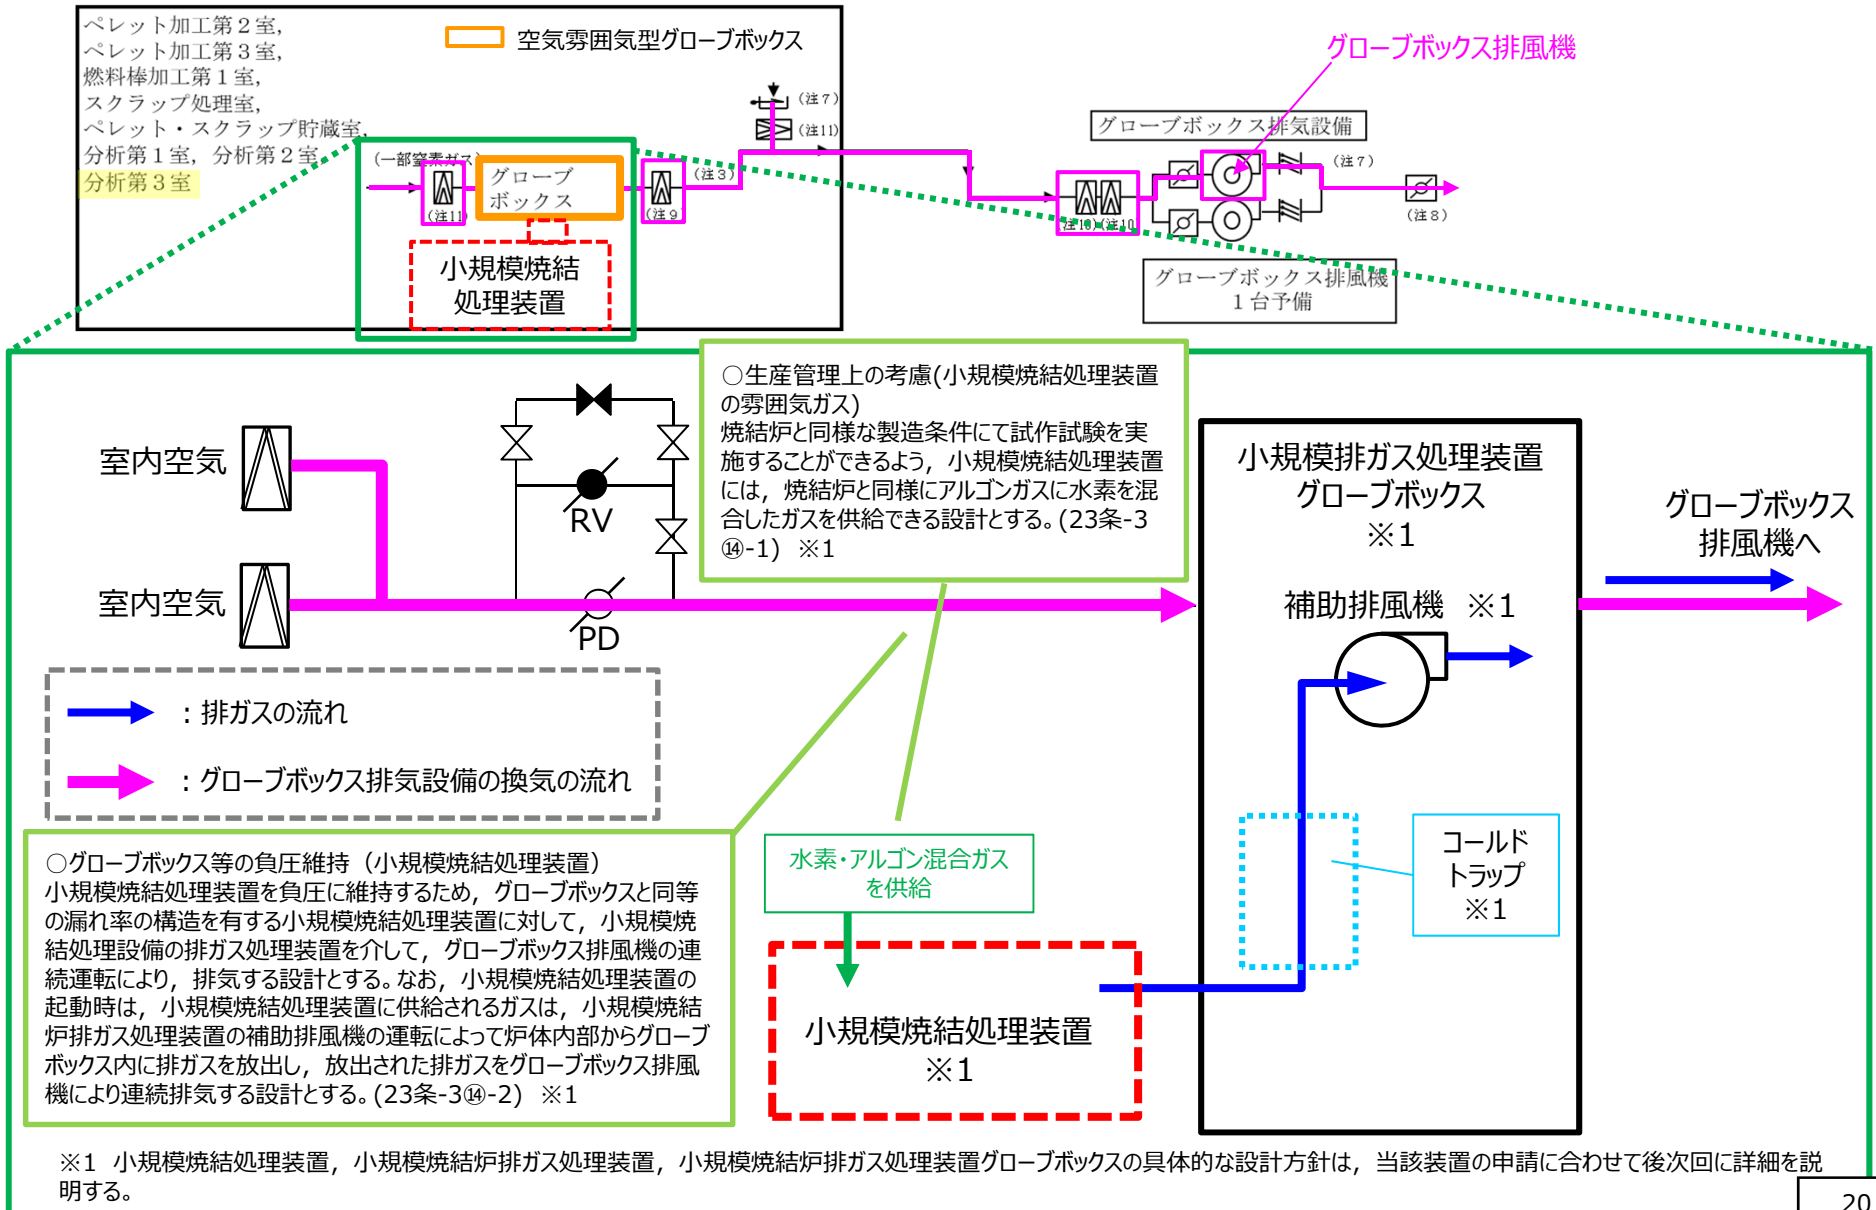 ペレット加工第２室，
ペレット加工第３室，
燃料棒加工第１室，
スクラップ処理室，
ペレット・スクラップ貯蔵室，
分析第１室，分析第２室
分析第３室
空気雰囲気型グローブボックス
（一部窒素ガス）
（注11）
グローブ
ボックス
（注９）
（注３）
（注７）
（注11）
小規模焼結
処理装置
グローブボックス排風機
グローブボックス排気設備
（注10）（注10）
（注７）
（注８）
グローブボックス排風機
１台予備
室内空気
室内空気
RV
PD
○生産管理上の考慮(小規模焼結処理装置
の雰囲気ガス)
焼結炉と同様な製造条件にて試作試験を実
施することができるよう，小規模焼結処理装置
には，焼結炉と同様にアルゴンガスに水素を混
合したガスを供給できる設計とする。(23条-3
⑭-1)　※1
小規模排ガス処理装置
グローブボックス
※1
補助排風機　※1
グローブボックス
排風機へ
：排ガスの流れ
：グローブボックス排気設備の換気の流れ
○グローブボックス等の負圧維持（小規模焼結処理装置）
小規模焼結処理装置を負圧に維持するため，グローブボックスと同等
の漏れ率の構造を有する小規模焼結処理装置に対して，小規模焼
結処理設備の排ガス処理装置を介して，グローブボックス排風機の連
続運転により，排気する設計とする。なお，小規模焼結処理装置の
起動時は，小規模焼結処理装置に供給されるガスは，小規模焼結
炉排ガス処理装置の補助排風機の運転によって炉体内部からグローブ
ボックス内に排ガスを放出し，放出された排ガスをグローブボックス排風
機により連続排気する設計とする。(23条-3⑭-2)　※1
水素・アルゴン混合ガス
を供給
コールド
トラップ
※1
小規模焼結処理装置
※1
※1　小規模焼結処理装置，小規模焼結炉排ガス処理装置，小規模焼結炉排ガス処理装置グローブボックスの具体的な設計方針は，当該装置の申請に合わせて後次回に詳細を説
明する。
20